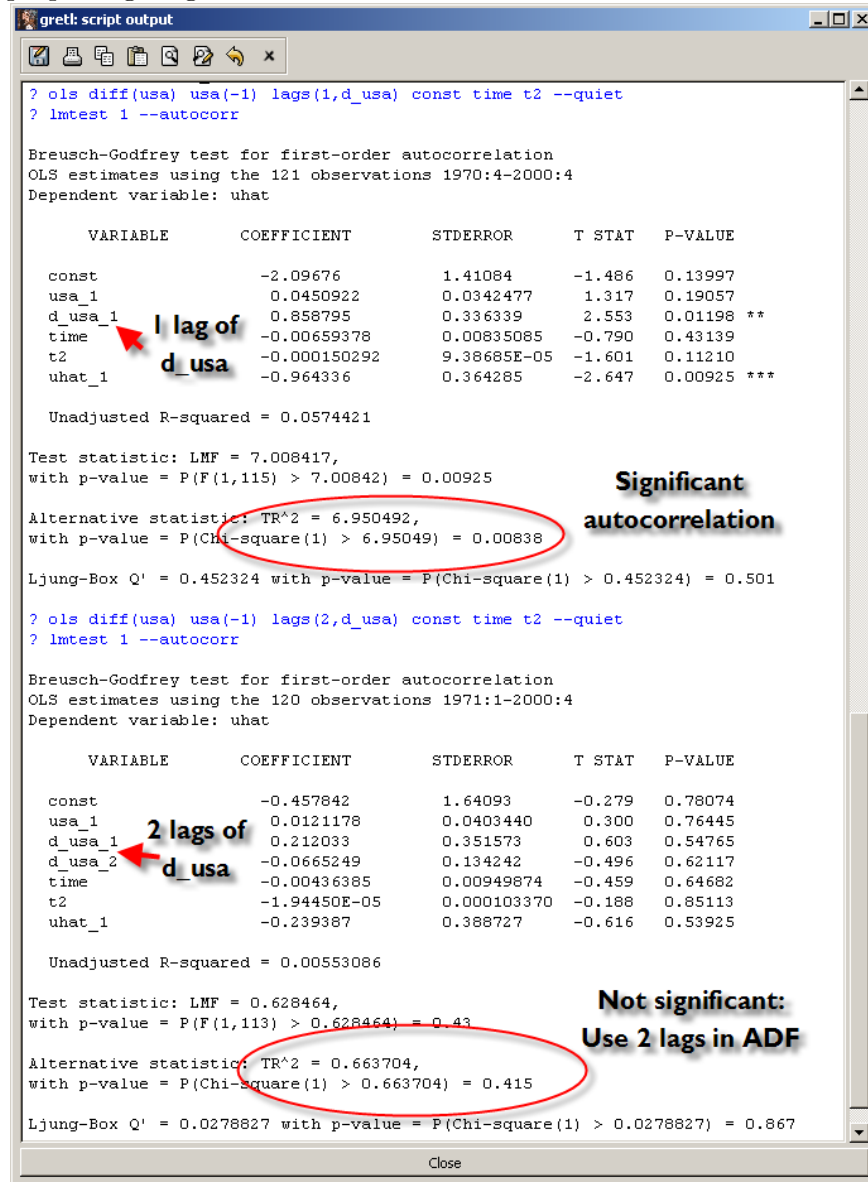 gretl: script output
? ols diff(usa) usa(-1) lags(1,d_usa) const time t2 --quiet
? lmtest 1 --autocorr
Breusch-Godfrey test for first-order autocorrelation
OLS estimates using the 121 observations 1970:4-2000:4
Dependent variable: uhat
VARIABLE COEFFICIENT STDERROR T STAT P-VALUE
const -2.09676 1.41084 -1.486 0.13997
usa_1 0.0450922 0.0342477 1.317 0.19057
d_usa_1 0.858795 0.336339 2.553 0.01198 **
time -0.00659378 0.00835085 -0.790 0.43139
t2 -0.000150292 9.38685E-05 -1.601 0.11210
uhat_1 -0.964336 0.364285 -2.647 0.00925 ***
1 lag of
d_usa
Unadjusted R-squared = 0.0574421
Test statistic: LMF = 7.008417,
with p-value = P(F(1,115) > 7.00842) = 0.00925
Significant
autocorrelation
Alternative statistic: TR^2 = 6.950492,
with p-value = P(Chi-square(1) > 6.95049) = 0.00838
Ljung-Box Q' = 0.452324 with p-value = P(Chi-square(1) > 0.452324) = 0.501
? ols diff(usa) usa(-1) lags(2,d_usa) const time t2 --quiet
? lmtest 1 --autocorr
Breusch-Godfrey test for first-order autocorrelation
OLS estimates using the 120 observations 1971:1-2000:4
Dependent variable: uhat
VARIABLE COEFFICIENT STDERROR T STAT P-VALUE
const -0.457842 1.64093 -0.279 0.78074
usa_1 0.0121178 0.0403440 0.300 0.76445
d_usa_1 0.212033 0.351573 0.603 0.54765
d_usa_2 -0.0665249 0.134242 -0.496 0.62117
time -0.00436385 0.00949874 -0.459 0.64682
t2 -1.94450E-05 0.000103370 -0.188 0.85113
uhat_1 -0.239387 0.388727 -0.616 0.53925
2 lags of
d_usa
Unadjusted R-squared = 0.00553086
Test statistic: LMF = 0.628464,
with p-value = P(F(1,113) > 0.628464) = 0.43
Not significant:
Use 2 lags in ADF
Alternative statistic: TR^2 = 0.663704,
with p-value = P(Chi-square(1) > 0.663704) = 0.415
Ljung-Box Q' = 0.0278827 with p-value = P(Chi-square(1) > 0.0278827) = 0.867
Close